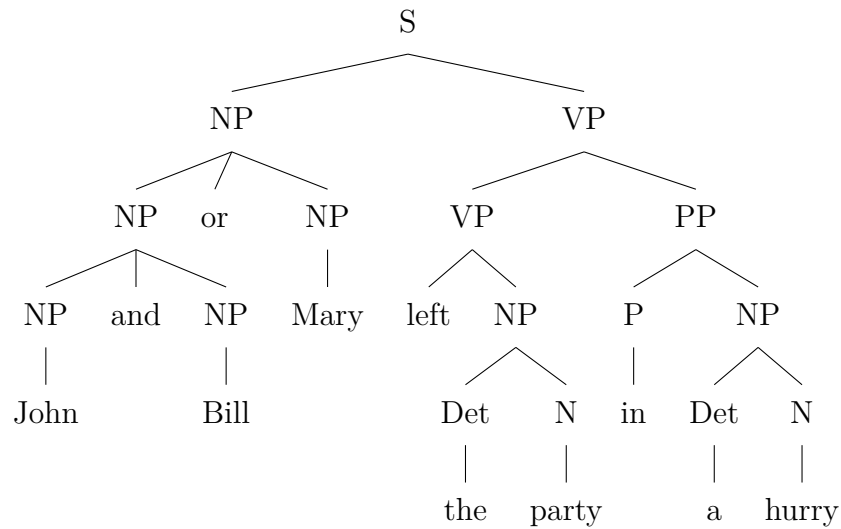 S
NP VP
NP or NP VP PP
NP and NP Mary left NP P NP
John Bill Det N in Det N
the party a hurry